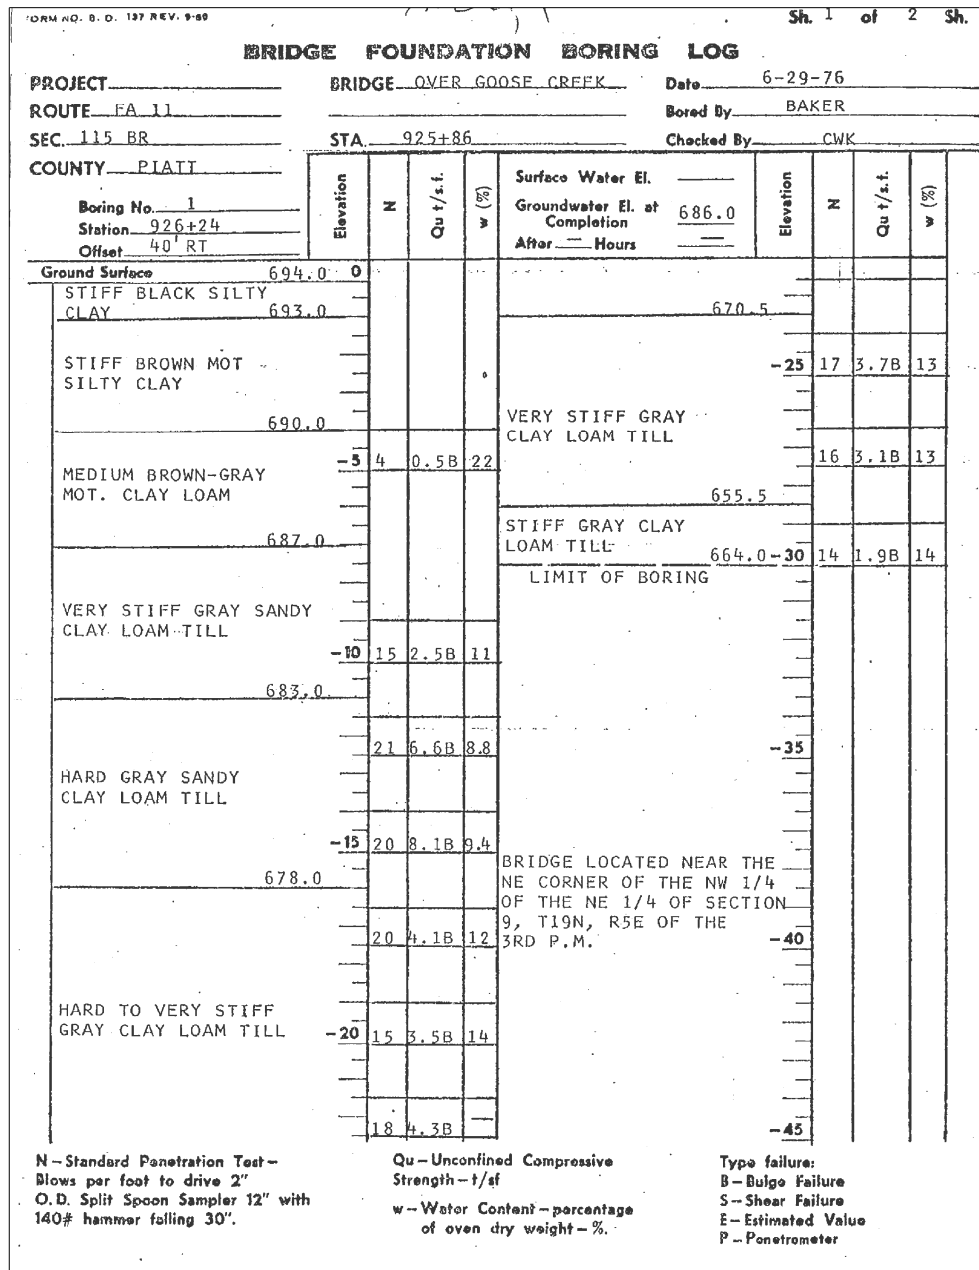 FORM NO. B. D. 137 REV. 9-60
Sh. 1 of 2 Sh.
BRIDGE FOUNDATION BORING LOG
PROJECT
BRIDGE OVER GOOSE CREEK
Date 6-29-76
ROUTE FA 11
Bored By BAKER
SEC. 115 BR
STA. 925+86
Checked By CWK
COUNTY PIATT
Boring No. 1
Station 926+24
Offset 40' RT
Elevation
N
Qu t/s.f.
w (%)
Surface Water El.
Groundwater El. at
Completion 686.0
After — Hours —
Elevation
N
Qu t/s.f.
w (%)
Ground Surface 694.0 0
STIFF BLACK SILTY
CLAY 693.0
STIFF BROWN MOT
SILTY CLAY
690.0
-5 4 0.5B 22
MEDIUM BROWN-GRAY
MOT. CLAY LOAM
687.0
VERY STIFF GRAY SANDY
CLAY LOAM TILL
-10 15 2.5B 11
683.0
21 6.6B 8.8
HARD GRAY SANDY
CLAY LOAM TILL
-15 20 8.1B 9.4
678.0
20 4.1B 12
HARD TO VERY STIFF
GRAY CLAY LOAM TILL
-20 15 3.5B 14
18 4.3B —
670.5
-25 17 3.7B 13
VERY STIFF GRAY
CLAY LOAM TILL
16 3.1B 13
655.5
STIFF GRAY CLAY
LOAM TILL 664.0 -30 14 1.9B 14
LIMIT OF BORING
-35
BRIDGE LOCATED NEAR THE
NE CORNER OF THE NW 1/4
OF THE NE 1/4 OF SECTION
9, T19N, R5E OF THE
3RD P.M.
-40
-45
N — Standard Penetration Test —
Blows per foot to drive 2"
O.D. Split Spoon Sampler 12" with
140# hammer falling 30".
Qu — Unconfined Compressive
Strength — t/sf
w — Water Content — percentage
of oven dry weight — %.
Type failure:
B — Bulge Failure
S — Shear Failure
E — Estimated Value
P — Penetrometer